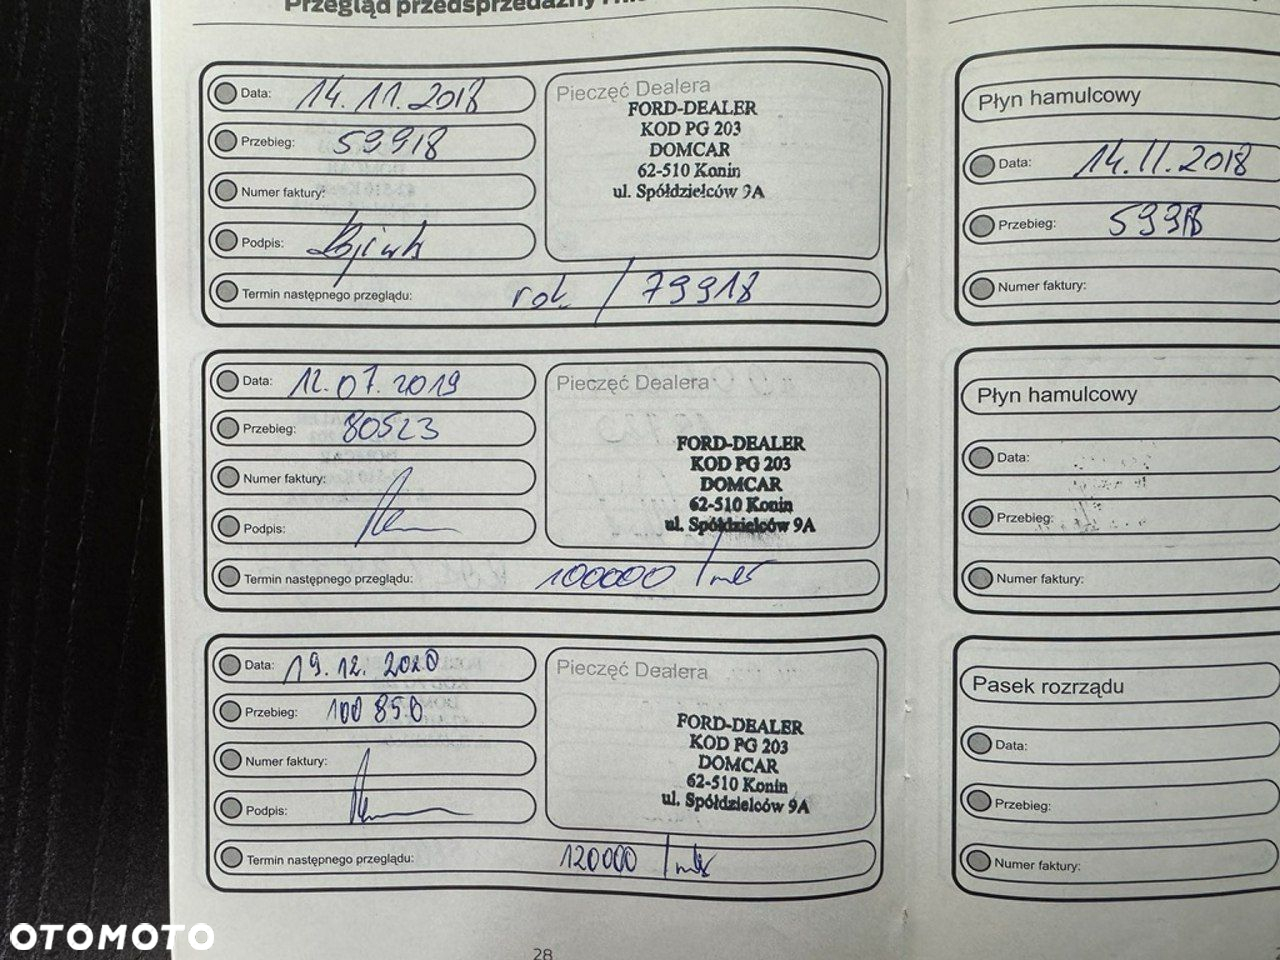 Przegląd przedsprzedażny i
Data: 14.11.2018
Przebieg: 59918
Numer faktury:
Podpis:
Termin następnego przeglądu: rok / 79918
Pieczęć Dealera
FORD-DEALER
KOD PG 203
DOMCAR
62-510 Konin
ul. Spółdzielców 9A
Data: 12.07.2019
Przebieg: 80523
Numer faktury:
Podpis:
Termin następnego przeglądu: 100000 /
Pieczęć Dealera
FORD-DEALER
KOD PG 203
DOMCAR
62-510 Konin
ul. Spółdzielców 9A
Data: 19.12.2020
Przebieg: 100850
Numer faktury:
Podpis:
Termin następnego przeglądu: 120000 /
Pieczęć Dealera
FORD-DEALER
KOD PG 203
DOMCAR
62-510 Konin
ul. Spółdzielców 9A
28
Płyn hamulcowy
Data: 14.11.2018
Przebieg: 59918
Numer faktury:
Płyn hamulcowy
Data:
Przebieg:
Numer faktury:
Pasek rozrządu
Data:
Przebieg:
Numer faktury:
OTOMOTO